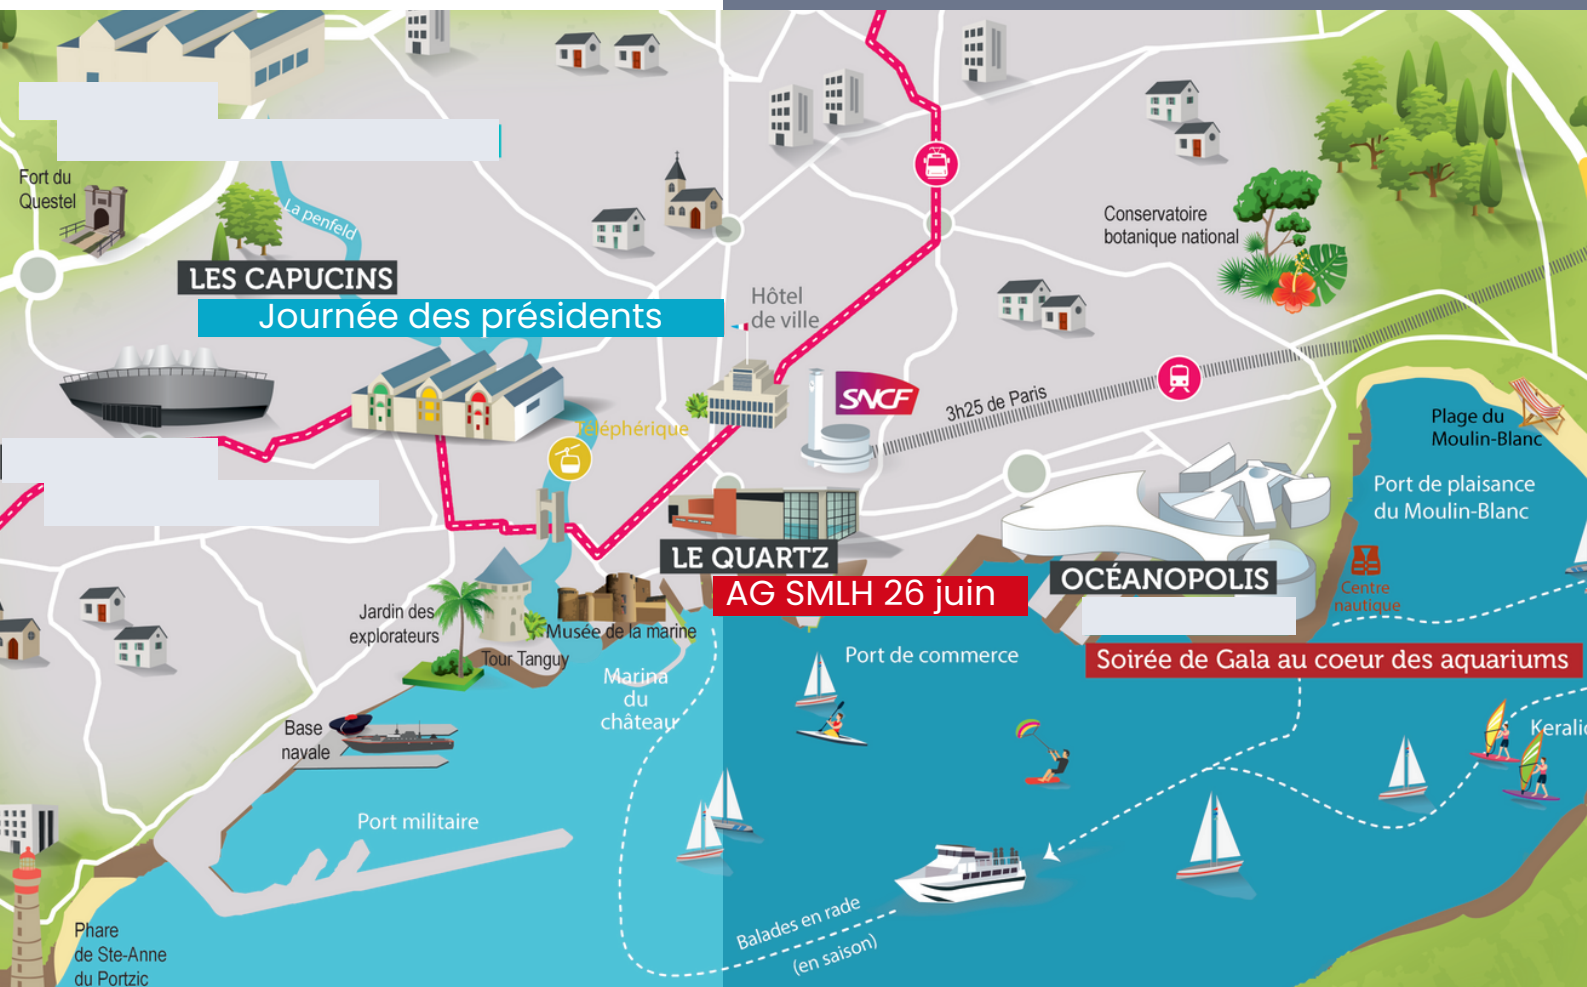 Fort du
Questel
La penfeld
Conservatoire
botanique national
LES CAPUCINS
Journée des présidents
Hôtel
de ville
SNCF
3h25 de Paris
Téléphérique
Plage du
Moulin-Blanc
Port de plaisance
du Moulin-Blanc
LE QUARTZ
AG SMLH 26 juin
OCÉANOPOLIS
Centre
nautique
Jardin des
explorateurs
Musée de la marine
Tour Tanguy
Soirée de Gala au coeur des aquariums
Port de commerce
Marina
du
château
Base
navale
Port militaire
Balades en rade
(en saison)
Phare
de Ste-Anne
du Portzic